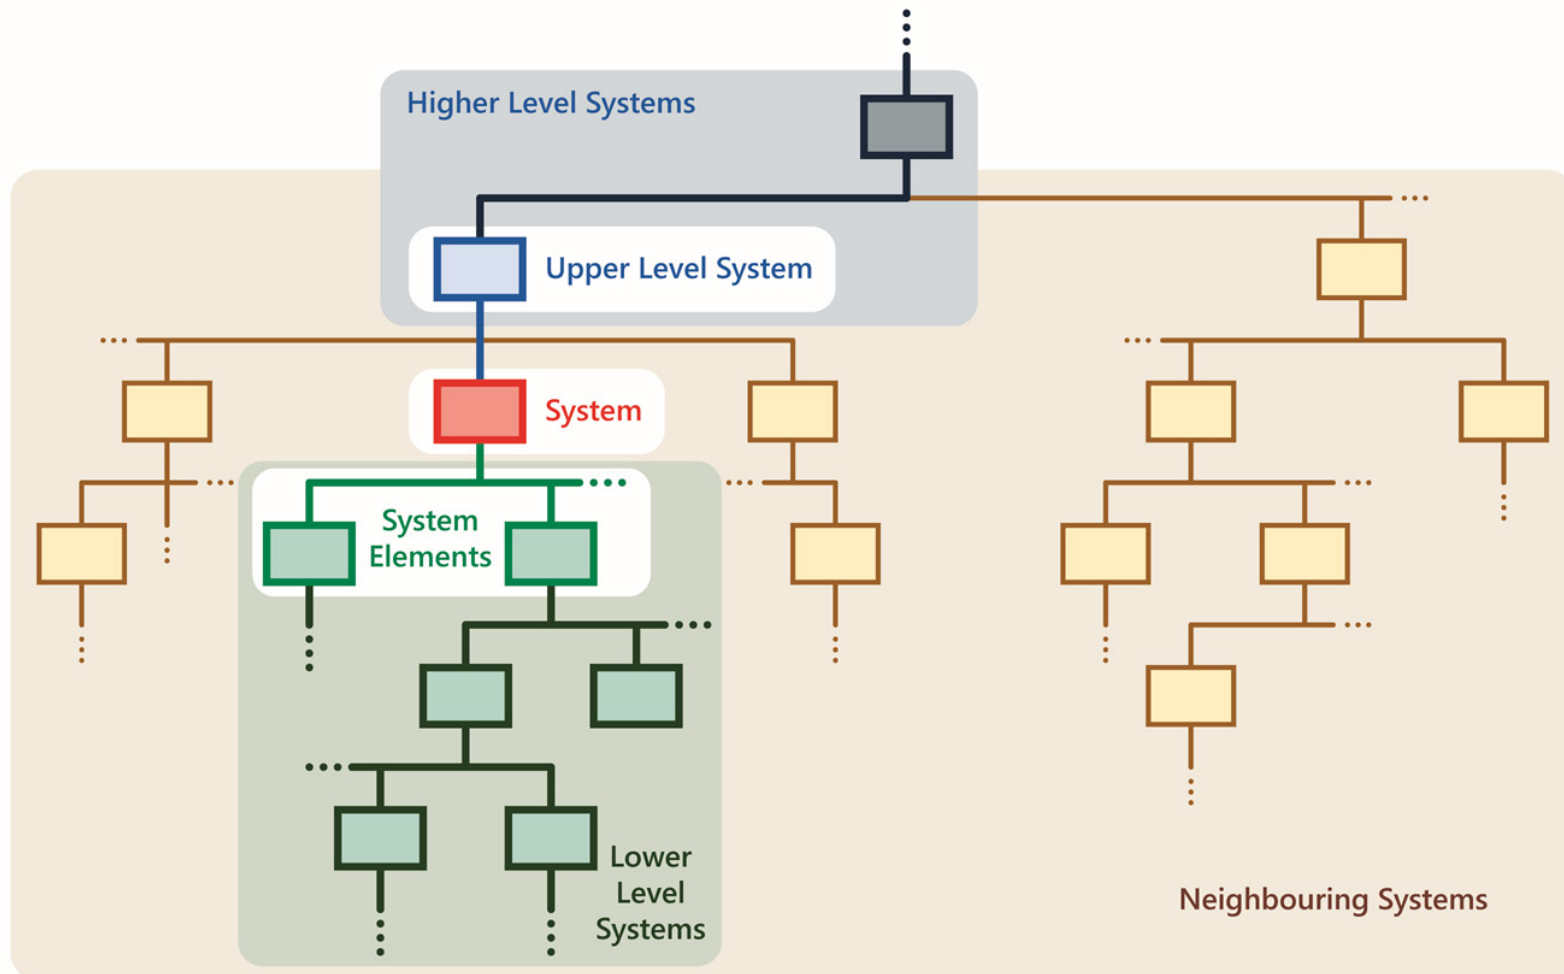 Higher Level Systems
Upper Level System
System
System
Elements
Lower
Level
Systems
Neighbouring Systems